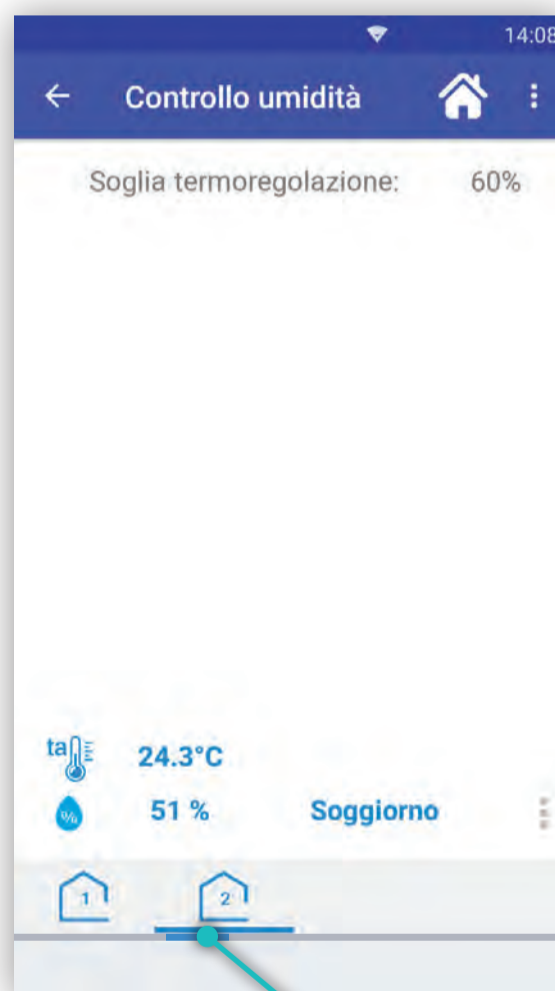 14:08
Controllo umidità
Soglia termoregolazione: 60%
ta 24.3°C
% 51 % Soggiorno
1 2